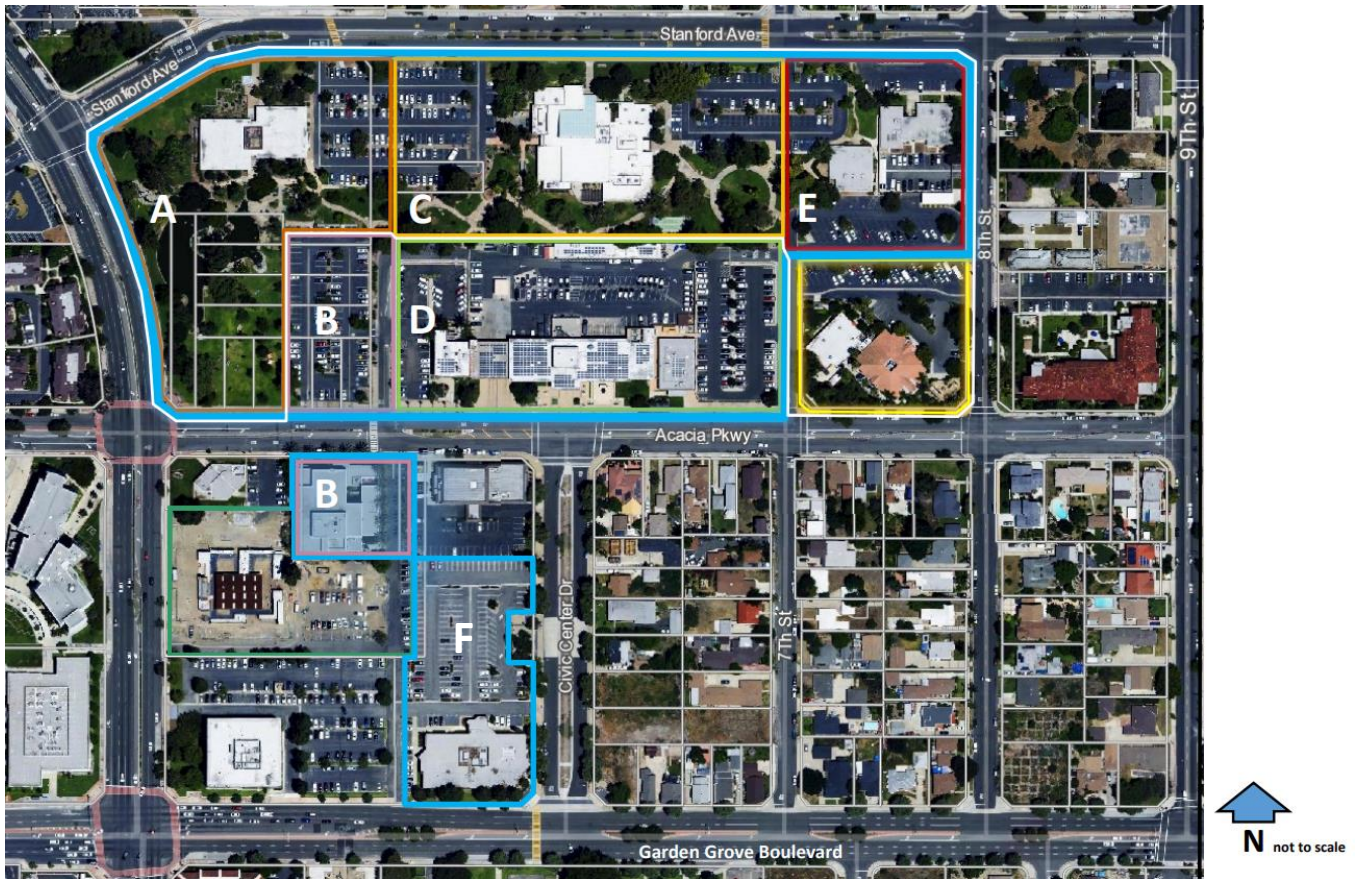 Stanford Ave
Stanford Ave
9Th St
A
C
E
8Th St
B
D
Acacia Pkwy
B
F
Civic Center Dr
7Th St
Garden Grove Boulevard
N not to scale